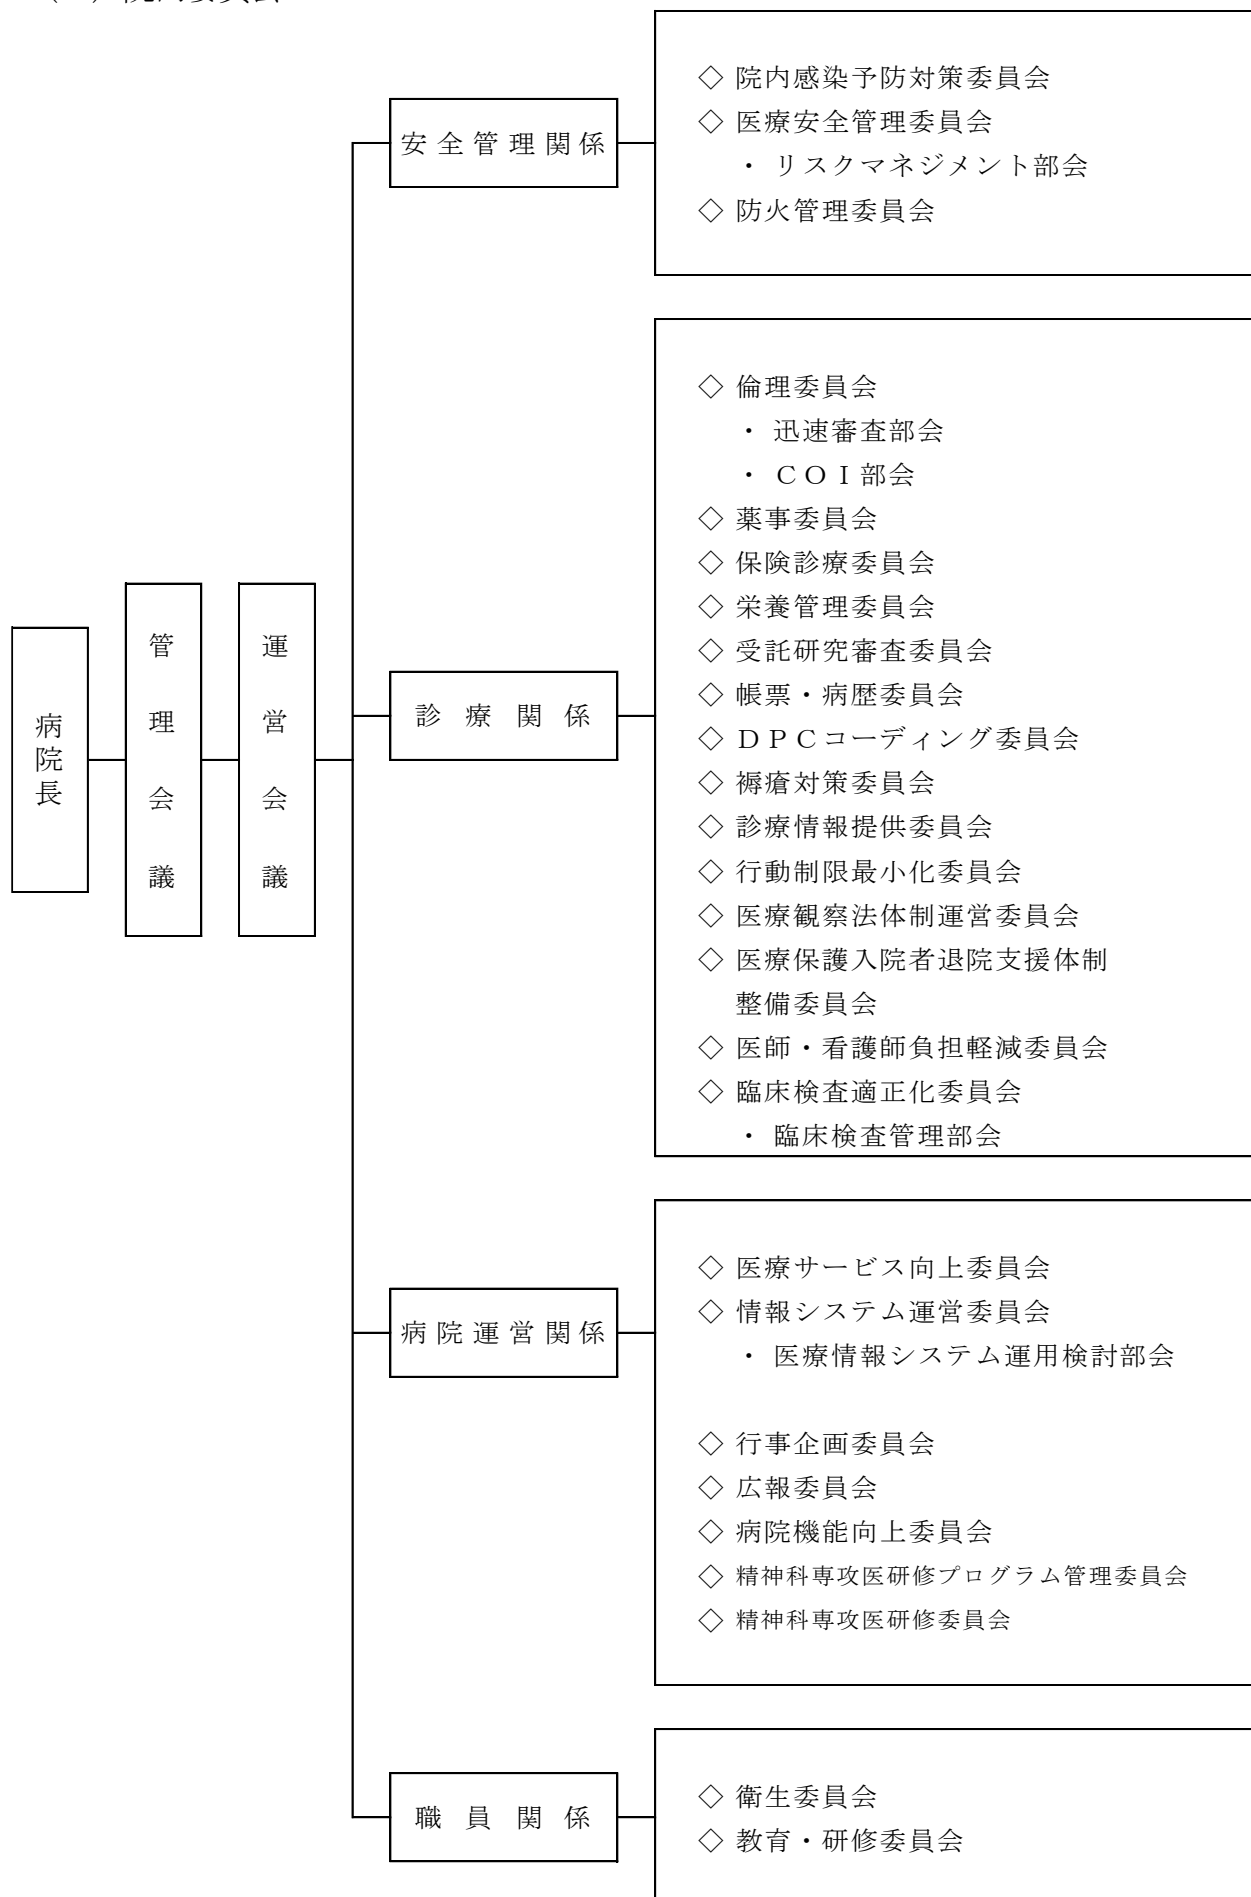 病院長
管理会議
運営会議
安全管理関係
◇ 院内感染予防対策委員会
◇ 医療安全管理委員会
・ リスクマネジメント部会
◇ 防火管理委員会
診療関係
◇ 倫理委員会
・ 迅速審査部会
・ ＣＯＩ部会
◇ 薬事委員会
◇ 保険診療委員会
◇ 栄養管理委員会
◇ 受託研究審査委員会
◇ 帳票・病歴委員会
◇ ＤＰＣコーディング委員会
◇ 褥瘡対策委員会
◇ 診療情報提供委員会
◇ 行動制限最小化委員会
◇ 医療観察法体制運営委員会
◇ 医療保護入院者退院支援体制
整備委員会
◇ 医師・看護師負担軽減委員会
◇ 臨床検査適正化委員会
・ 臨床検査管理部会
病院運営関係
◇ 医療サービス向上委員会
◇ 情報システム運営委員会
・ 医療情報システム運用検討部会
◇ 行事企画委員会
◇ 広報委員会
◇ 病院機能向上委員会
◇ 精神科専攻医研修プログラム管理委員会
◇ 精神科専攻医研修委員会
職員関係
◇ 衛生委員会
◇ 教育・研修委員会